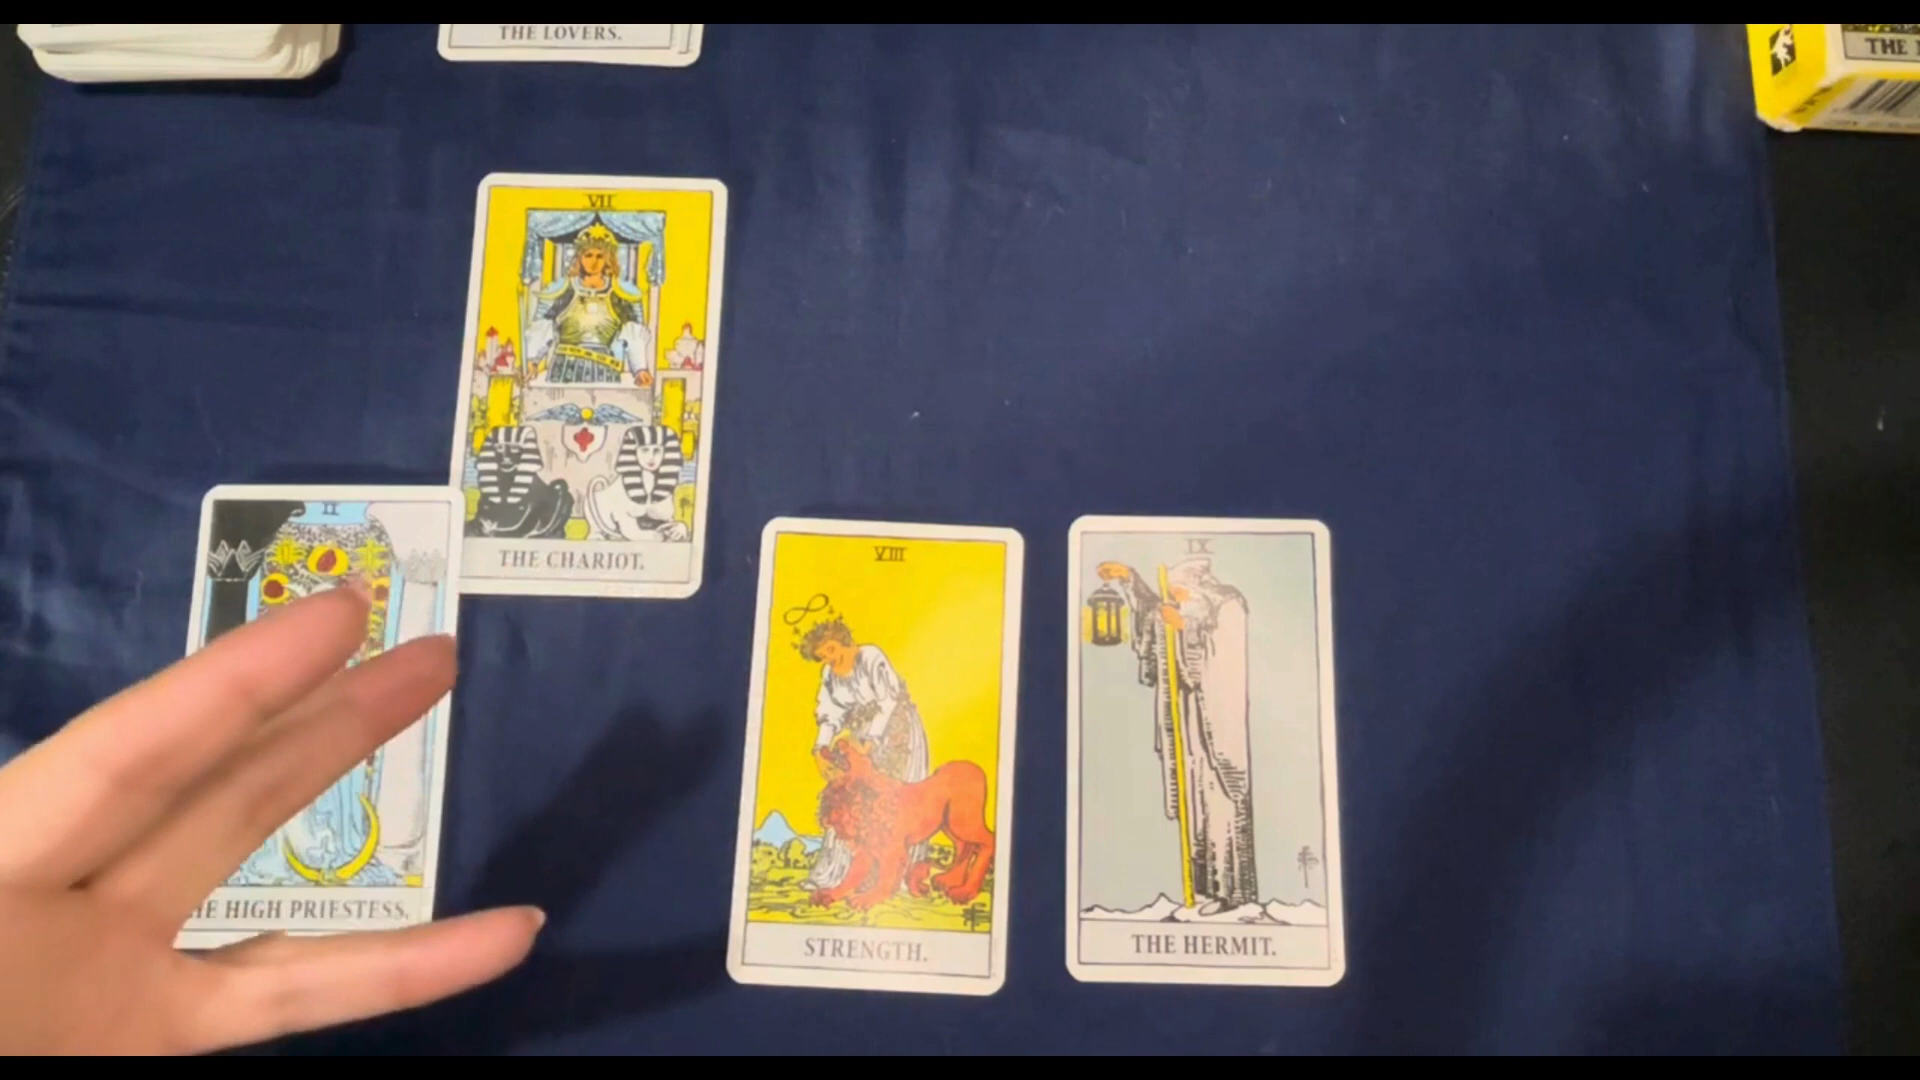 THE LOVERS.
THE
VII
THE CHARIOT.
II
HE HIGH PRIESTESS.
VIII
STRENGTH.
IX
THE HERMIT.